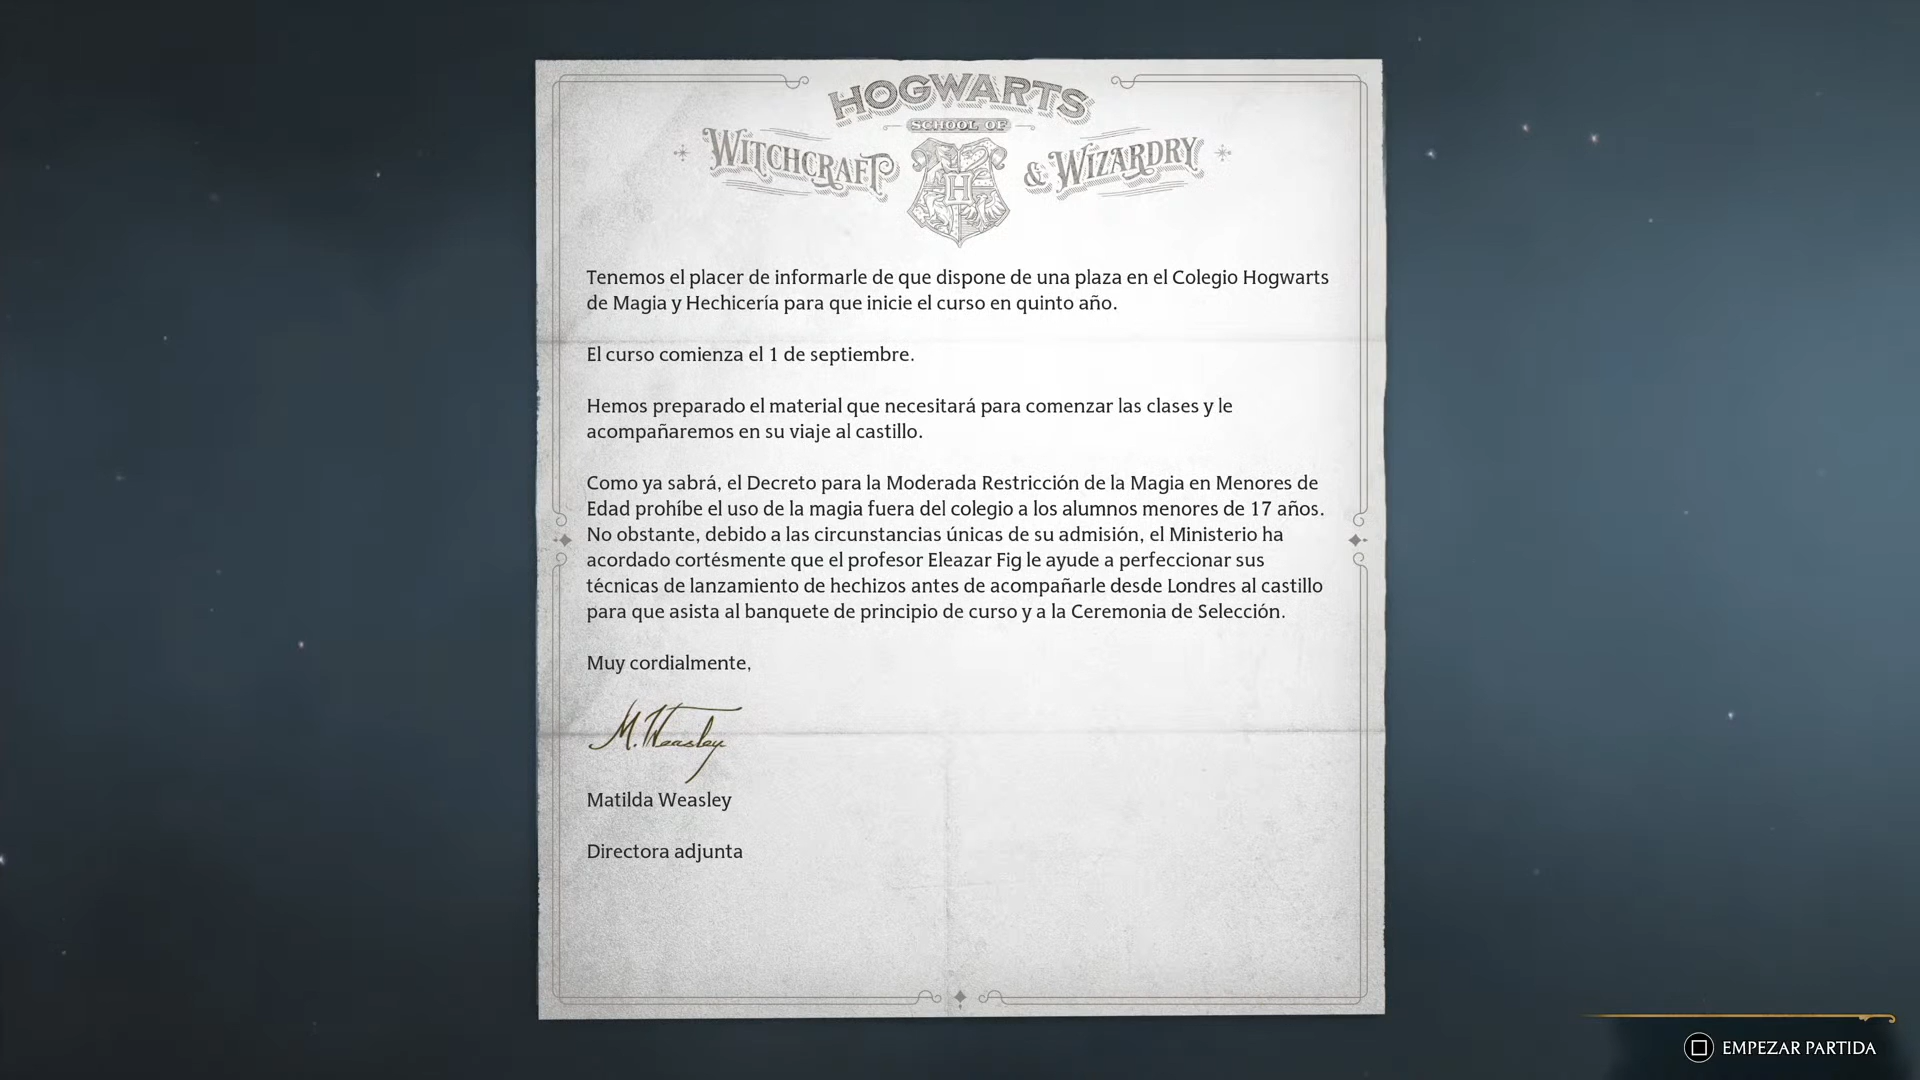 HOGWARTS
SCHOOL OF
WITCHCRAFT & WIZARDRY
H
Tenemos el placer de informarle de que dispone de una plaza en el Colegio Hogwarts
de Magia y Hechicería para que inicie el curso en quinto año.
El curso comienza el 1 de septiembre.
Hemos preparado el material que necesitará para comenzar las clases y le
acompañaremos en su viaje al castillo.
Como ya sabrá, el Decreto para la Moderada Restricción de la Magia en Menores de
Edad prohíbe el uso de la magia fuera del colegio a los alumnos menores de 17 años.
No obstante, debido a las circunstancias únicas de su admisión, el Ministerio ha
acordado cortésmente que el profesor Eleazar Fig le ayude a perfeccionar sus
técnicas de lanzamiento de hechizos antes de acompañarle desde Londres al castillo
para que asista al banquete de principio de curso y a la Ceremonia de Selección.
Muy cordialmente,
M. Weasley
Matilda Weasley
Directora adjunta
EMPEZAR PARTIDA